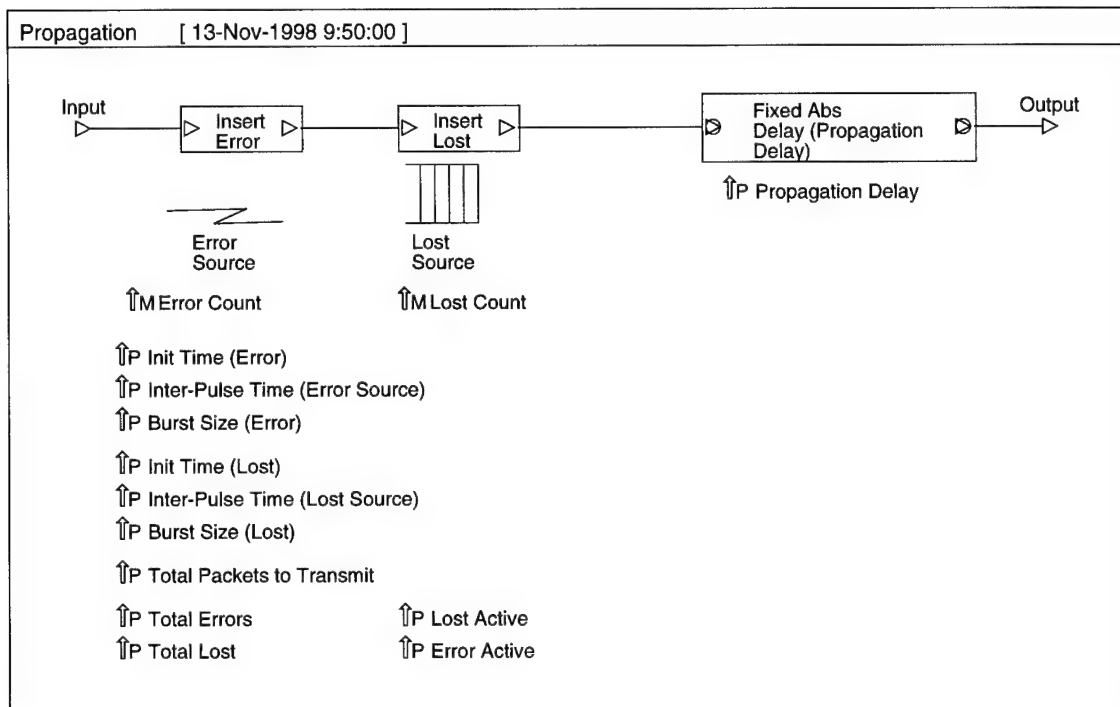 Propagation [ 13-Nov-1998 9:50:00 ]
Input
Insert
Error
Insert
Lost
Fixed Abs
Delay (Propagation
Delay)
Output
⇑P Propagation Delay
Error
Source
Lost
Source
⇑M Error Count
⇑M Lost Count
⇑P Init Time (Error)
⇑P Inter-Pulse Time (Error Source)
⇑P Burst Size (Error)
⇑P Init Time (Lost)
⇑P Inter-Pulse Time (Lost Source)
⇑P Burst Size (Lost)
⇑P Total Packets to Transmit
⇑P Total Errors
⇑P Lost Active
⇑P Total Lost
⇑P Error Active